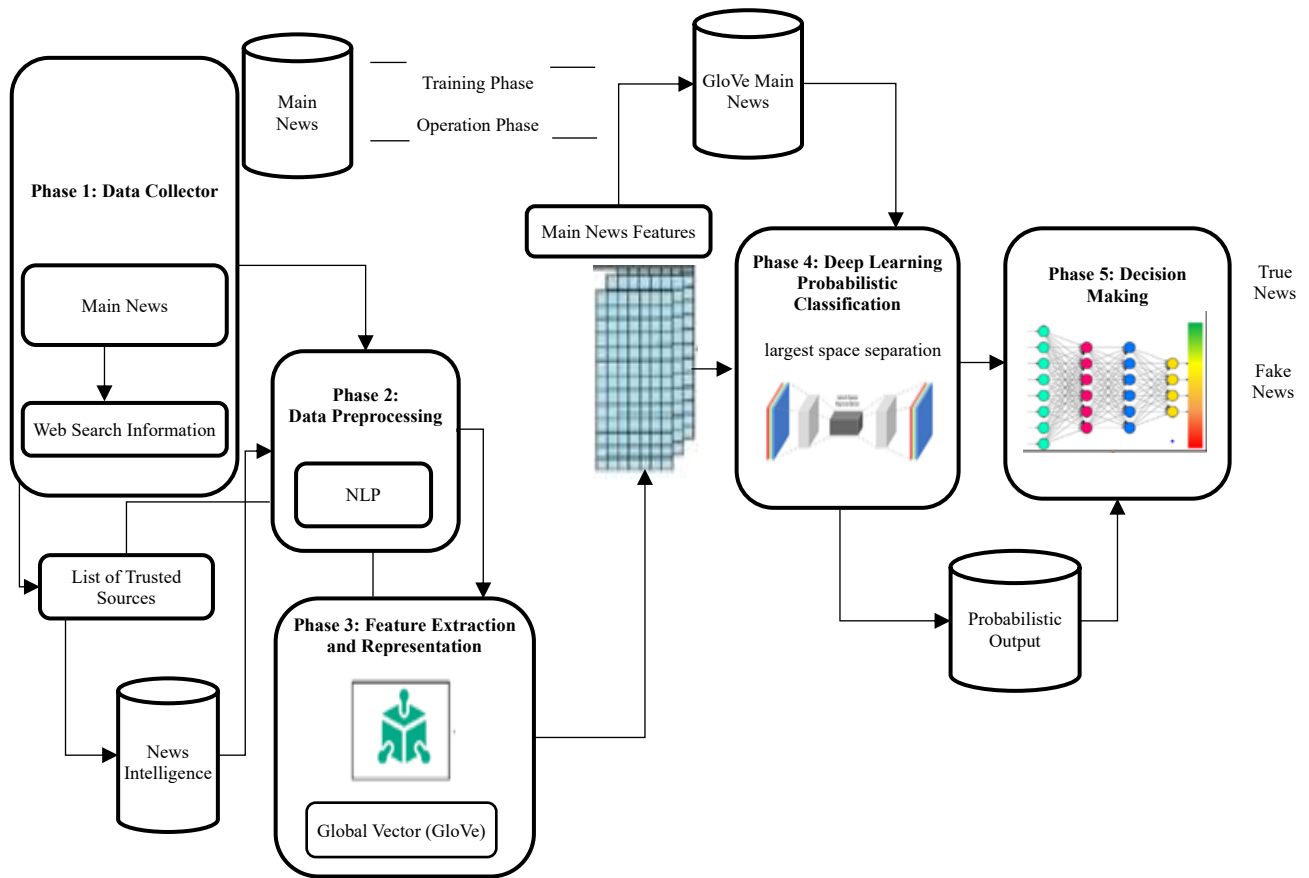 Main
News
Training Phase
Operation Phase
GloVe Main
News
Phase 1: Data Collector
Main News
Web Search Information
List of Trusted
Sources
News
Intelligence
Phase 2:
Data Preprocessing
NLP
Phase 3: Feature Extraction
and Representation
Global Vector (GloVe)
Main News Features
Phase 4: Deep Learning
Probabilistic
Classification
largest space separation
Probabilistic
Output
Phase 5: Decision
Making
True
News
Fake
News